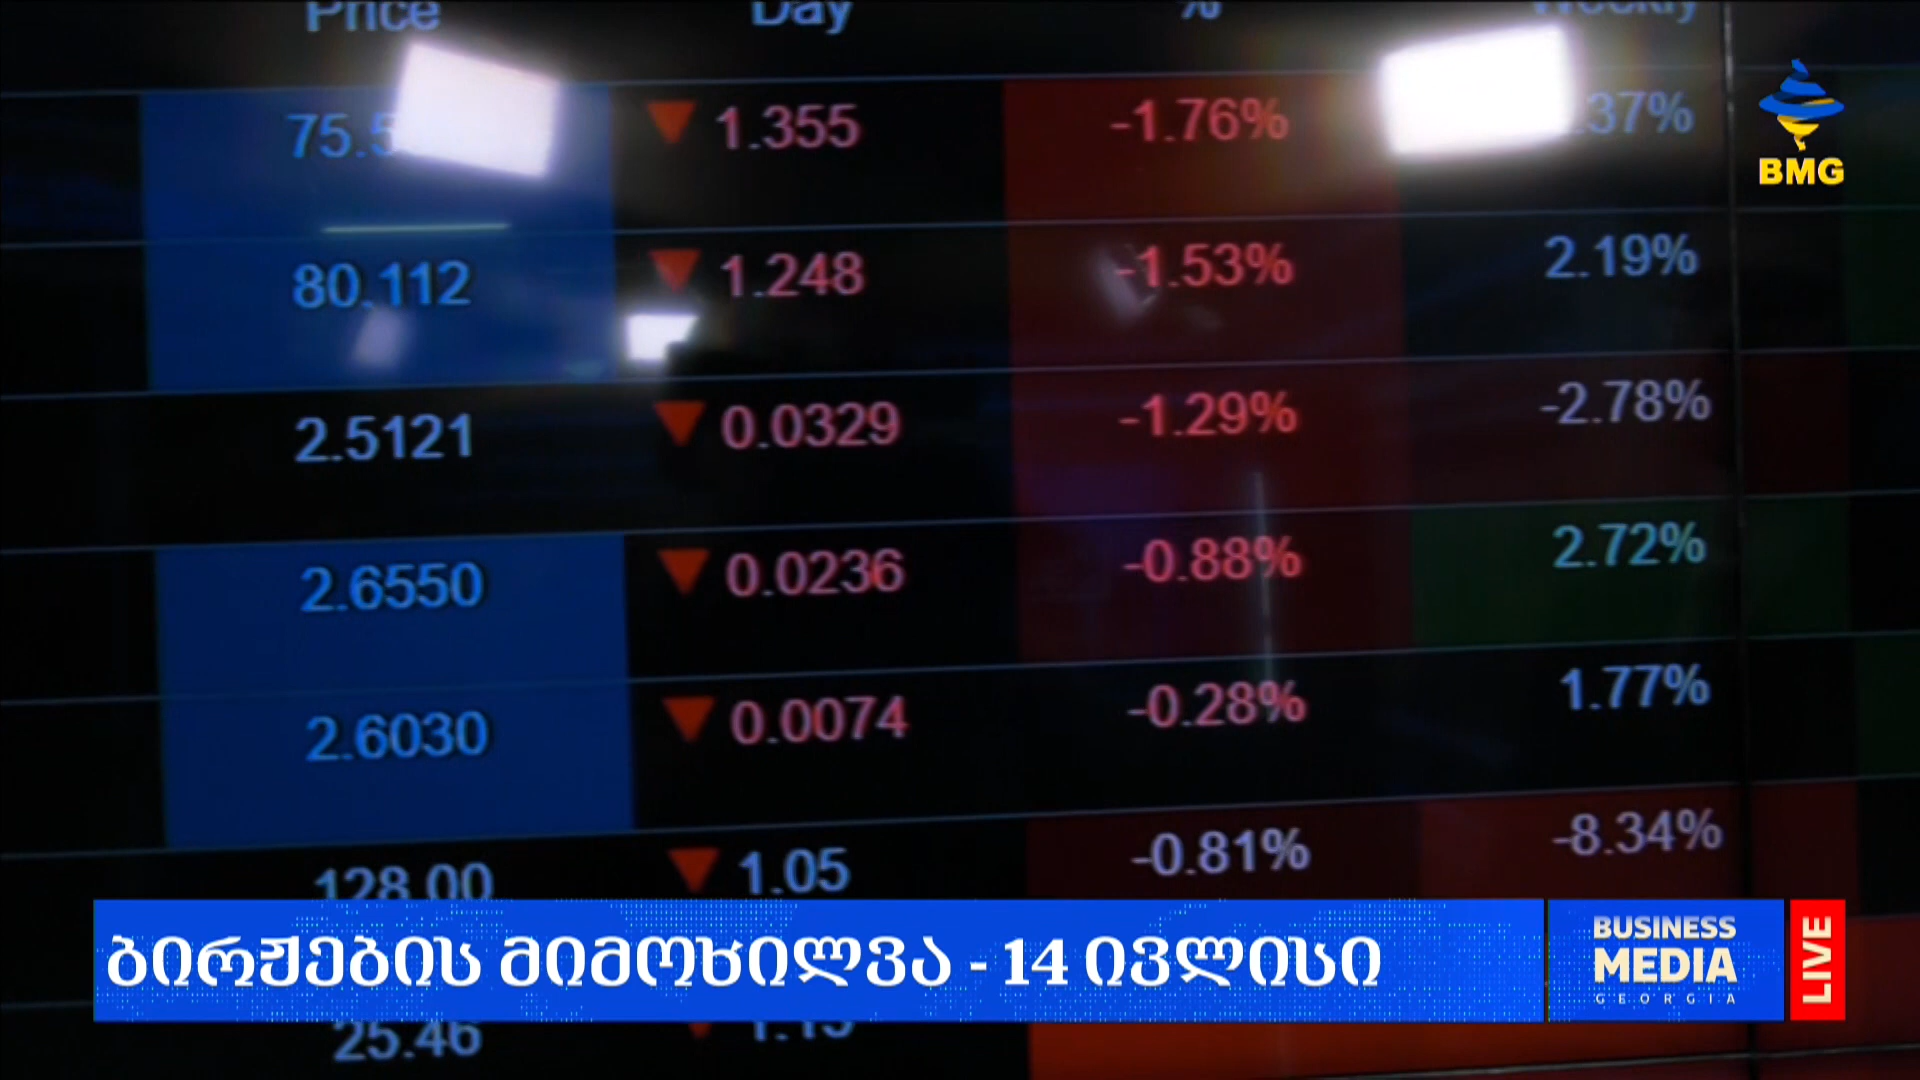 Price Day % Weekly
▼ 1.355 -1.76%
80.112 ▼ 1.248 -1.53% 2.19%
2.5121 ▼ 0.0329 -1.29% -2.78%
2.6550 ▼ 0.0236 -0.88% 2.72%
2.6030 ▼ 0.0074 -0.28% 1.77%
128.00 ▼ 1.05 -0.81% -8.34%
25.46 ▼ 1.15
BMG
ბირჟების მიმოხილვა - 14 ივლისი
BUSINESS
MEDIA
GEORGIA
LIVE